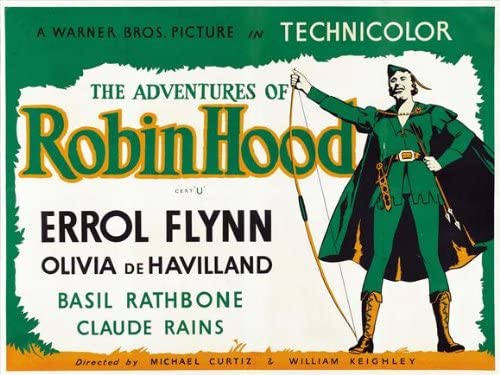 A WARNER BROS. PICTURE IN TECHNICOLOR
THE ADVENTURES OF
Robin Hood
CERT 'U'
ERROL FLYNN
OLIVIA DE HAVILLAND
BASIL RATHBONE
CLAUDE RAINS
Directed by MICHAEL CURTIZ & WILLIAM KEIGHLEY